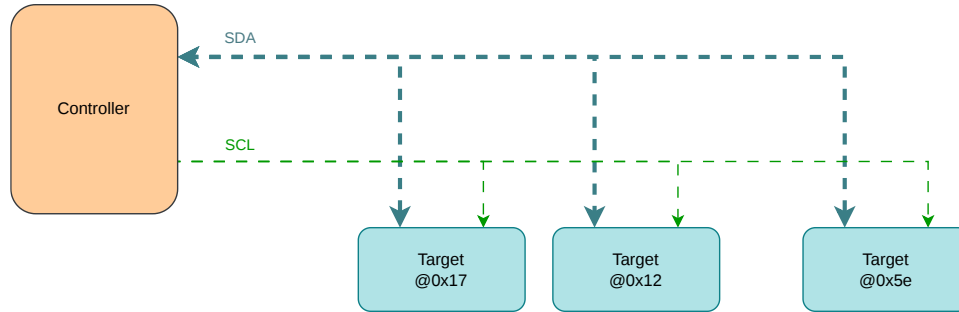 SDA
Controller
SCL
Target
@0x17
Target
@0x12
Target
@0x5e